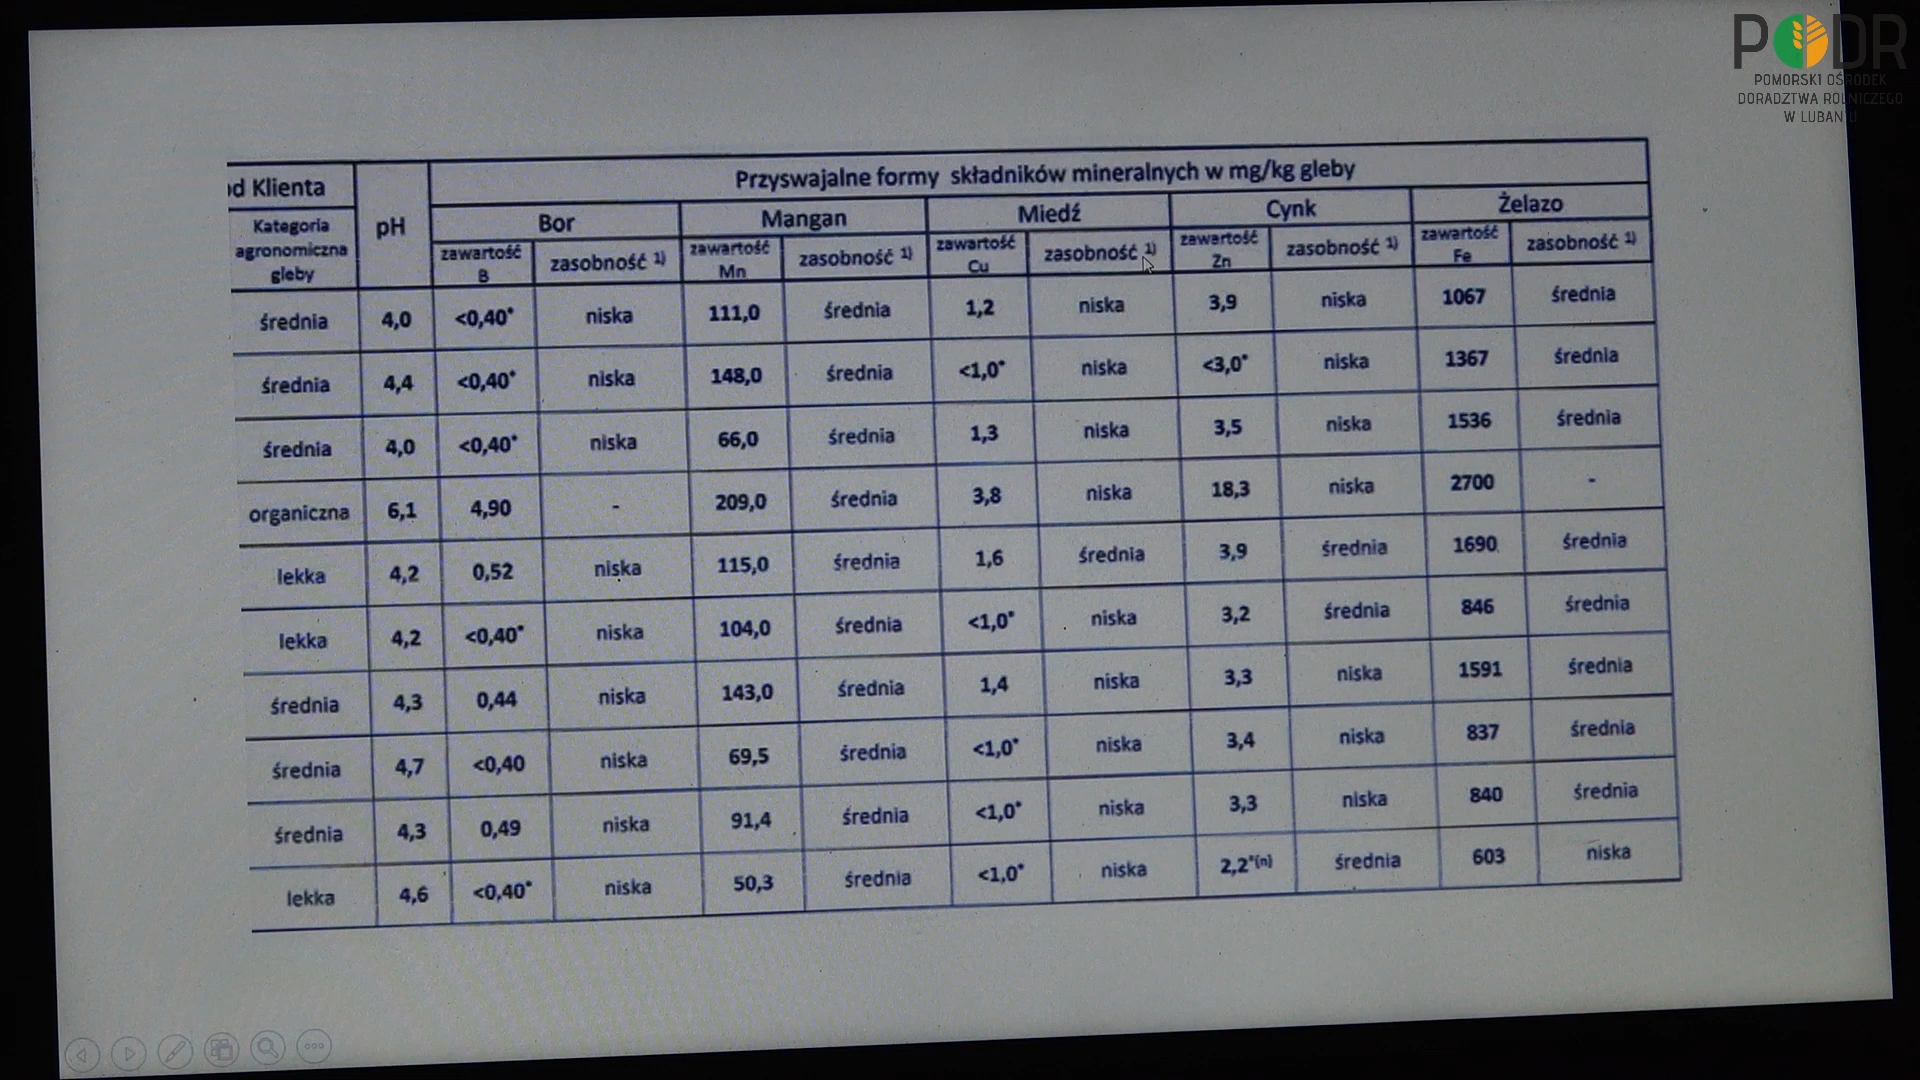 PODR
POMORSKI OŚRODEK
DORADZTWA ROLNICZEGO
W LUBANIU
Przyswajalne formy składników mineralnych w mg/kg gleby
od Klienta
pH
Bor Mangan Miedź Cynk Żelazo
Kategoria agronomiczna gleby
zawartość B zasobność 1) zawartość Mn zasobność 1) zawartość Cu zasobność 1) zawartość Zn zasobność 1) zawartość Fe zasobność 1)
średnia 4,0 <0,40* niska 111,0 średnia 1,2 niska 3,9 niska 1067 średnia
średnia 4,4 <0,40* niska 148,0 średnia <1,0* niska <3,0* niska 1367 średnia
średnia 4,0 <0,40* niska 66,0 średnia 1,3 niska 3,5 niska 1536 średnia
organiczna 6,1 4,90 - 209,0 średnia 3,8 niska 18,3 niska 2700 -
lekka 4,2 0,52 niska 115,0 średnia 1,6 średnia 3,9 średnia 1690 średnia
lekka 4,2 <0,40* niska 104,0 średnia <1,0* niska 3,2 średnia 846 średnia
średnia 4,3 0,44 niska 143,0 średnia 1,4 niska 3,3 niska 1591 średnia
średnia 4,7 <0,40 niska 69,5 średnia <1,0* niska 3,4 niska 837 średnia
średnia 4,3 0,49 niska 91,4 średnia <1,0* niska 3,3 niska 840 średnia
lekka 4,6 <0,40* niska 50,3 średnia <1,0* niska 2,2*(n) średnia 603 niska